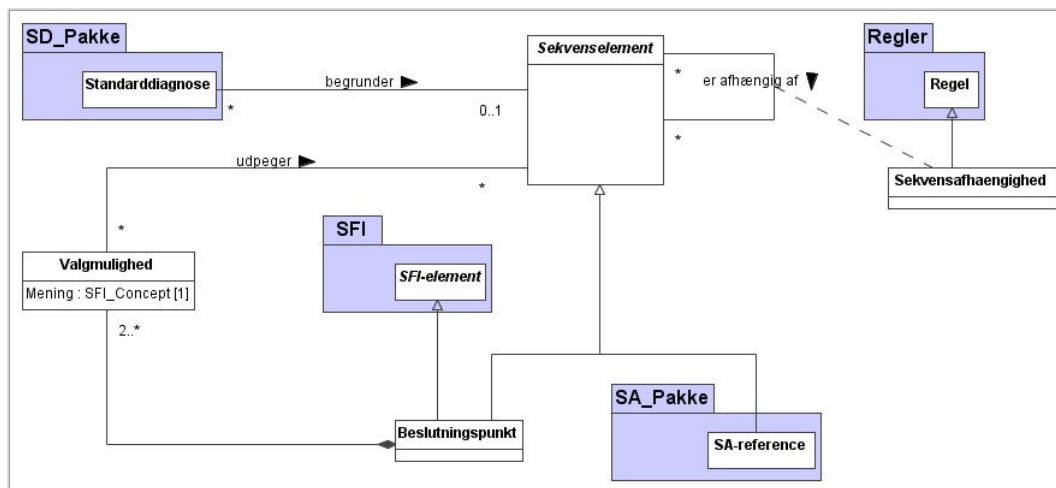 SD_Pakke
Standarddiagnose
begrunder
*
0..1
Sekvenselement
*
er afhængig af
*
Regler
Regel
Sekvensafhaengighed
udpeger
*
*
Valgmulighed
Mening : SFI_Concept [1]
2..*
SFI
SFI-element
Beslutningspunkt
SA_Pakke
SA-reference